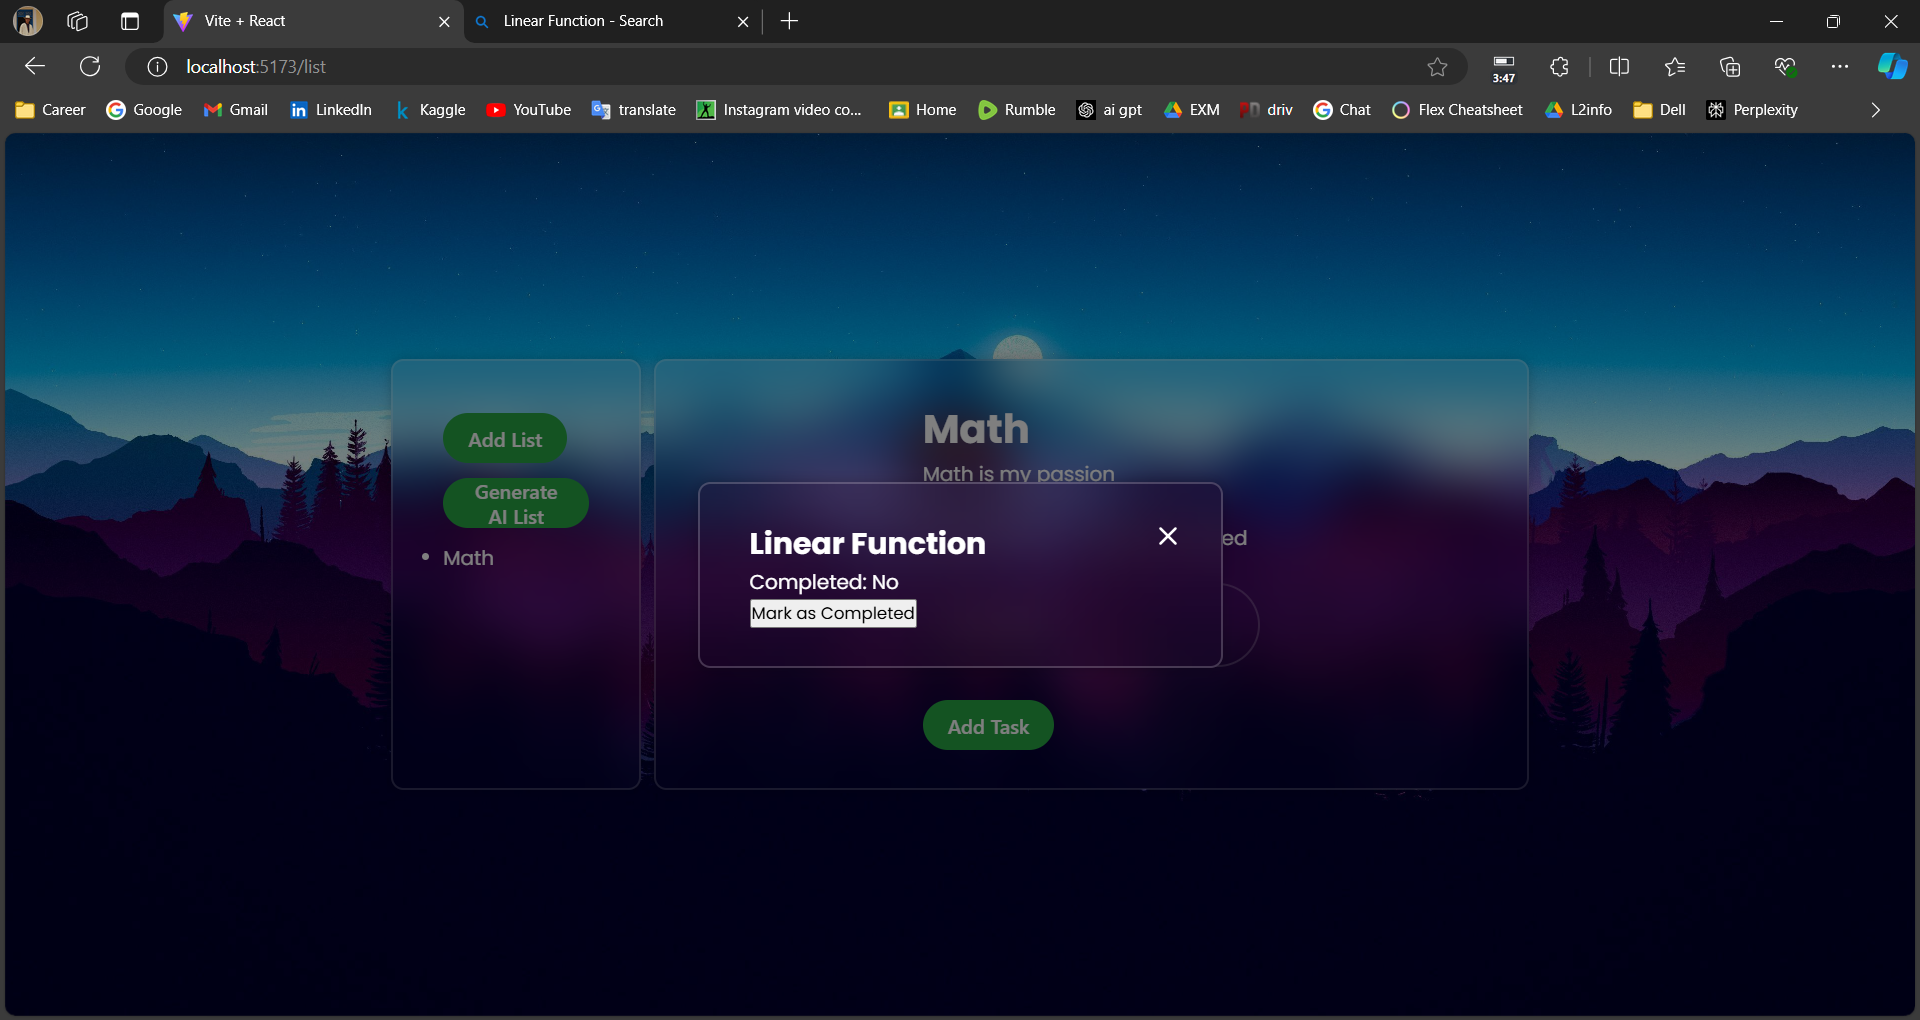 Vite + React
Linear Function - Search
localhost:5173/list
3:47
Career
Google
Gmail
LinkedIn
Kaggle
YouTube
translate
Instagram video co...
Home
Rumble
ai gpt
EXM
driv
Chat
Flex Cheatsheet
L2info
Dell
Perplexity
Add List
Generate
AI List
Math
Math
Math is my passion
ed
Linear Function
Completed: No
Mark as Completed
Add Task